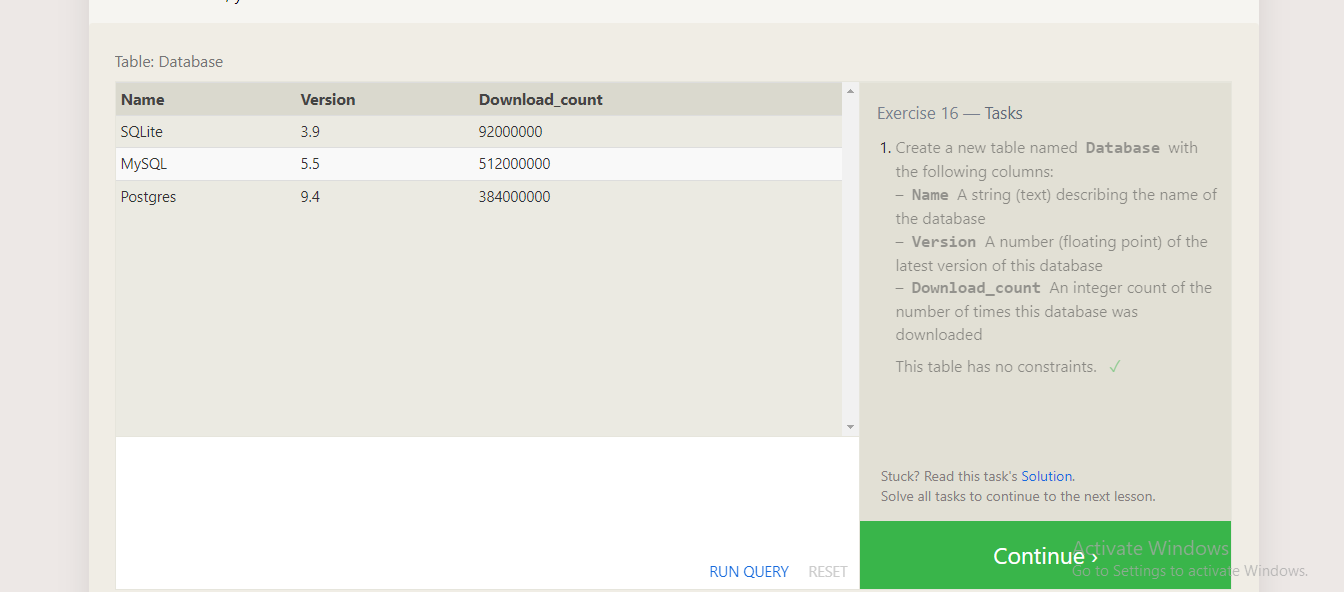 Table: Database
Name Version Download_count
SQLite 3.9 92000000
MySQL 5.5 512000000
Postgres 9.4 384000000
RUN QUERY RESET
Exercise 16 — Tasks
1. Create a new table named Database with
the following columns:
– Name A string (text) describing the name of
the database
– Version A number (floating point) of the
latest version of this database
– Download_count An integer count of the
number of times this database was
downloaded
This table has no constraints. ✓
Stuck? Read this task's Solution.
Solve all tasks to continue to the next lesson.
Continue ›
Activate Windows
Go to Settings to activate Windows.